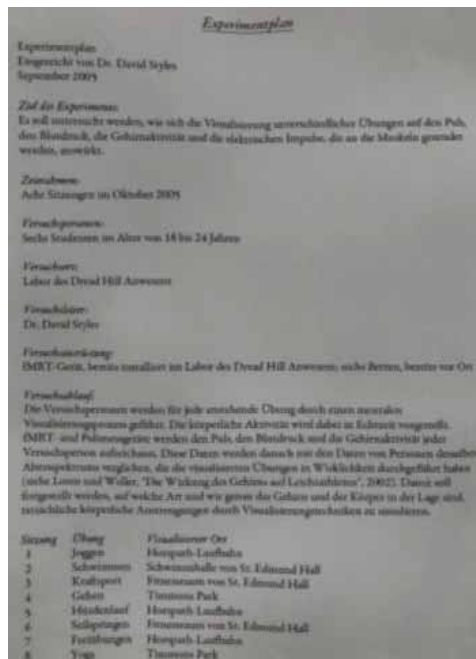 Experimentplan
Experimentplan
Eingereicht von Dr. David Styles
September 2005
Ziel des Experimentes:
Es soll untersucht werden, wie sich die Visualisierung unterschiedlicher Übungen auf den Puls,
den Blutdruck, die Gehirnaktivität und die elektrischen Impulse, die an die Muskeln gesendet
werden, auswirkt.
Zeitrahmen:
Acht Sitzungen im Oktober 2005
Versuchspersonen:
Sechs Studenten im Alter von 18 bis 24 Jahren
Versuchsort:
Labor des Dread Hill Anwesens
Versuchsleiter:
Dr. David Styles
Versuchsausrüstung:
fMRT-Gerät, bereits installiert im Labor des Dread Hill Anwesens; sechs Betten, bereits vor Ort
Versuchsablauf:
Die Versuchspersonen werden für jede anstehende Übung durch einen mentalen
Visualisierungsprozess geführt. Die körperliche Aktivität wird dabei in Echtzeit vorgestellt.
fMRT- und Pulsmessgeräte werden den Puls, den Blutdruck und die Gehirnaktivität jeder
Versuchsperson aufzeichnen. Diese Daten werden danach mit den Daten von Personen desselben
Altersspektrums verglichen, die die visualisierten Übungen in Wirklichkeit durchgeführt haben
(siehe und Weller, "Die Wirkung des Gehirns auf Leichtathleten", 2002). Damit soll
festgestellt werden, auf welche Art und wie genau das Gehirn und der Körper in der Lage sind,
tatsächliche körperliche Anstrengungen durch Visualisierungstechniken zu simulieren.
Sitzung Übung Visualisierter Ort
1 Joggen Horspath-Laufbahn
2 Schwimmen Schwimmhalle von St. Edmund Hall
3 Kraftsport Fitnessraum von St. Edmund Hall
4 Gehen Park
5 Hürdenlauf Horspath-Laufbahn
6 Seilspringen Fitnessraum von St. Edmund Hall
7 Horspath-Laufbahn
8 Yoga Park